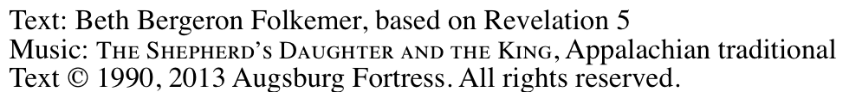 Text: Beth Bergeron Folkemer, based on Revelation 5
Music: The Shepherd’s Daughter and the King, Appalachian traditional
Text © 1990, 2013 Augsburg Fortress. All rights reserved.